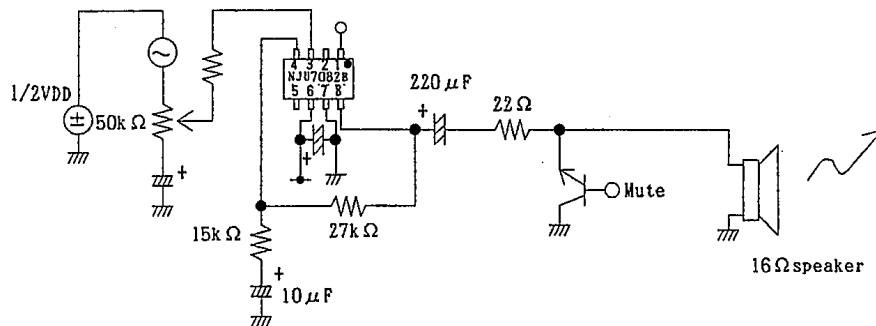 1/2VDD
±
50kΩ
+
4 3 2 1
NJU7082B
5 6 7 8
+
220μF
+
22Ω
Mute
15kΩ
27kΩ
+
10μF
16Ωspeaker